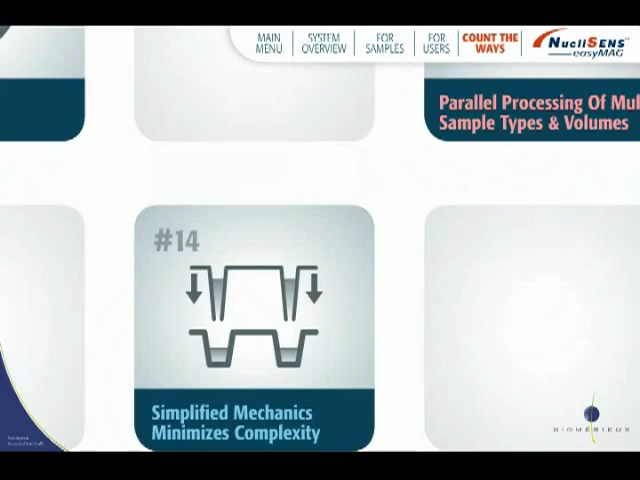 MAIN MENU
SYSTEM OVERVIEW
FOR SAMPLES
FOR USERS
COUNT THE WAYS
NUCLISENS
easyMAG
Parallel Processing Of Mul
Sample Types & Volumes
#14
Simplified Mechanics
Minimizes Complexity
BIOMÉRIEUX